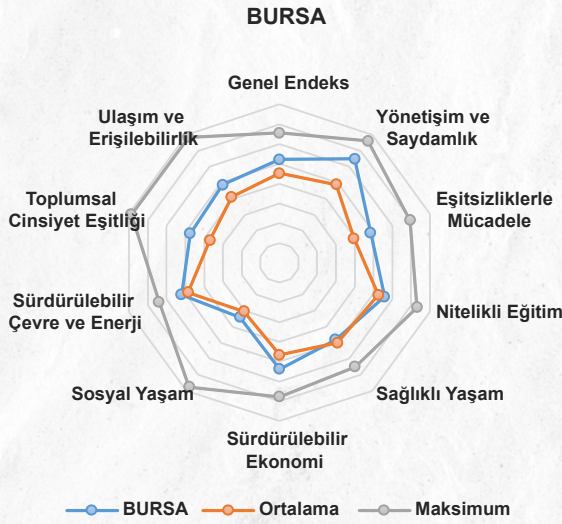 BURSA
Genel Endeks
Yönetişim ve
Saydamlık
Eşitsizliklerle
Mücadele
Nitelikli Eğitim
Sağlıklı Yaşam
Sürdürülebilir
Ekonomi
Sosyal Yaşam
Sürdürülebilir
Çevre ve Enerji
Toplumsal
Cinsiyet Eşitliği
Ulaşım ve
Erişilebilirlik
BURSA Ortalama Maksimum